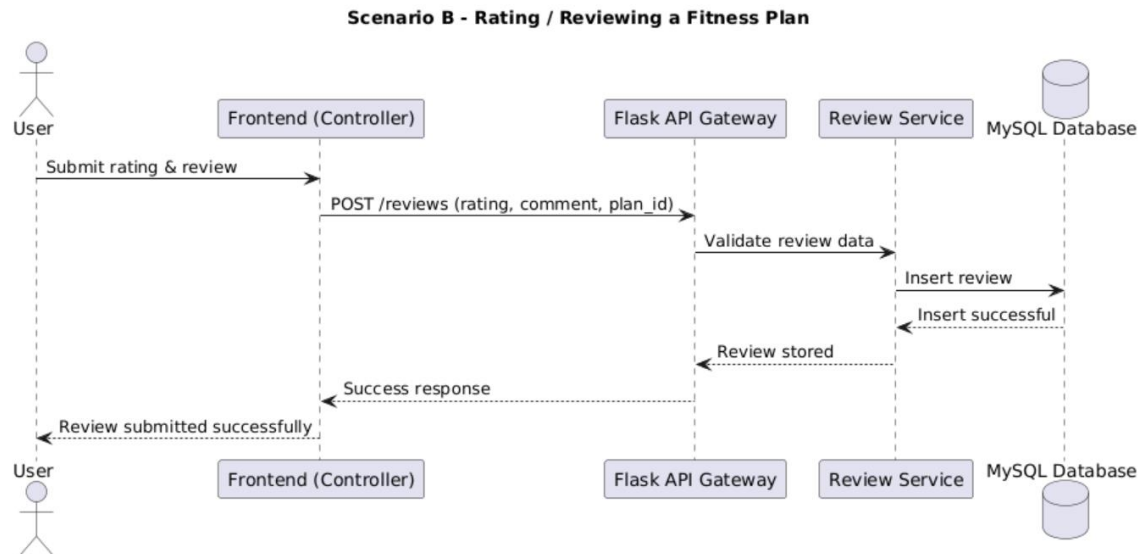 Scenario B - Rating / Reviewing a Fitness Plan
User
Frontend (Controller)
Flask API Gateway
Review Service
MySQL Database
Submit rating & review
POST /reviews (rating, comment, plan_id)
Validate review data
Insert review
Insert successful
Review stored
Success response
Review submitted successfully
User
Frontend (Controller)
Flask API Gateway
Review Service
MySQL Database